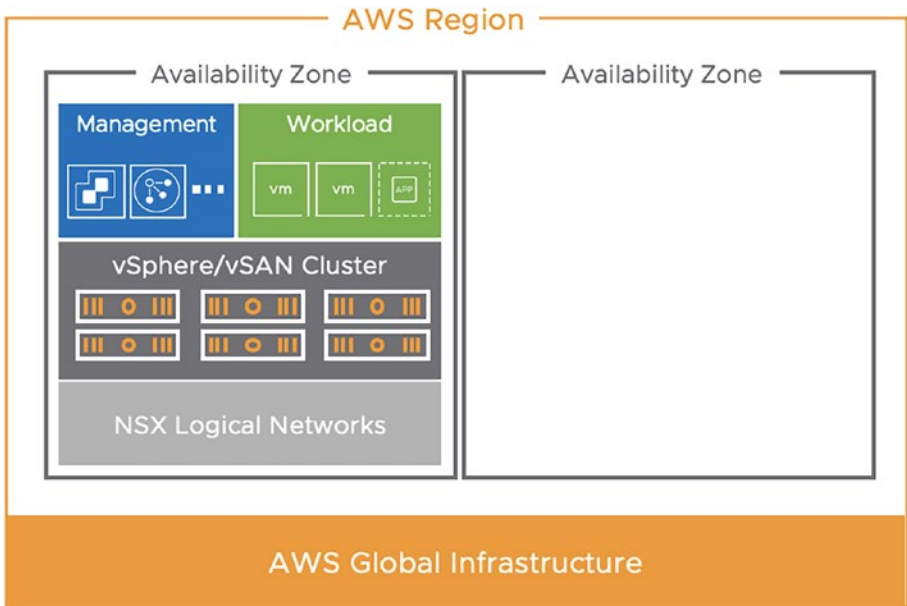 AWS Region
Availability Zone
Availability Zone
Management
Workload
vm
vm
APP
vSphere/vSAN Cluster
NSX Logical Networks
AWS Global Infrastructure